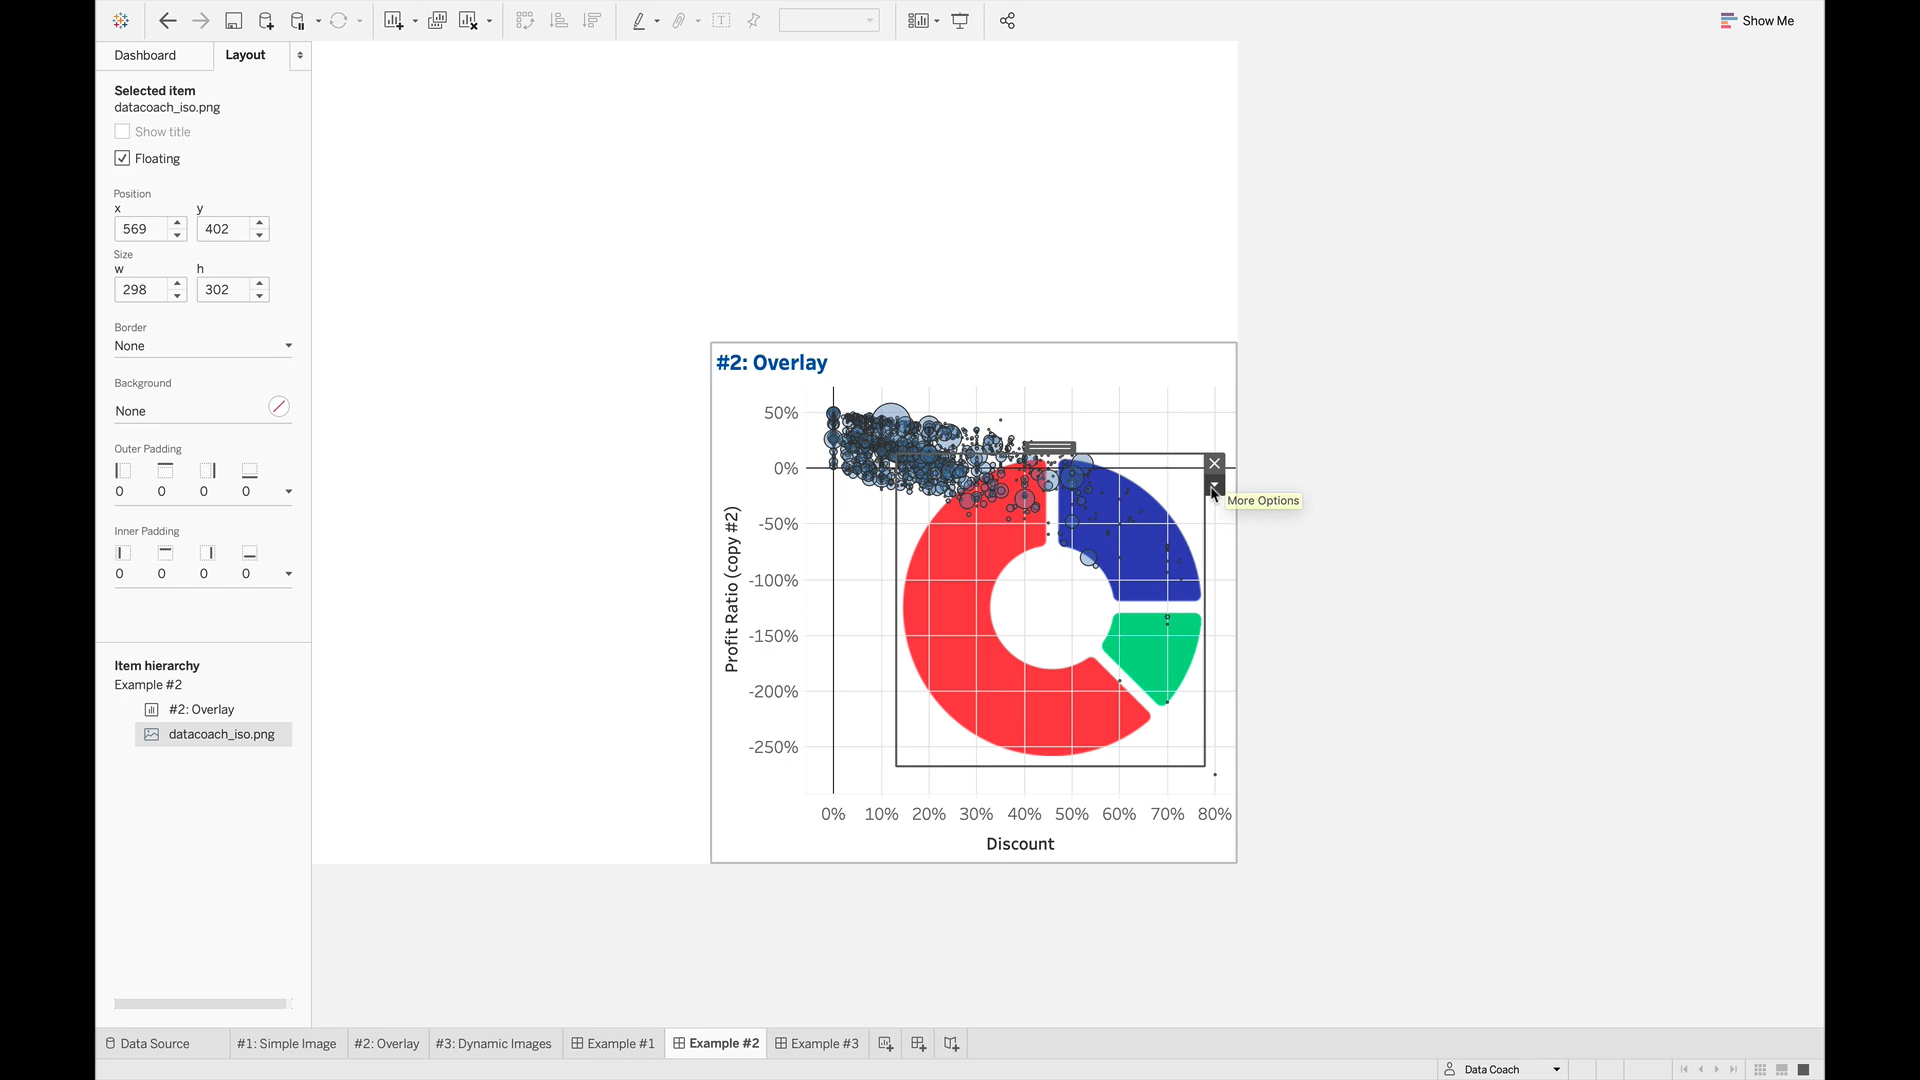 Show Me
Dashboard
Layout
Selected item
datacoach_iso.png
Show title
Floating
Position
x y
569 402
Size
w h
298 302
Border
None
Background
None
Outer Padding
0 0 0 0
Inner Padding
0 0 0 0
Item hierarchy
Example #2
#2: Overlay
datacoach_iso.png
#2: Overlay
50%
0%
-50%
-100%
-150%
-200%
-250%
Profit Ratio (copy #2)
0% 10% 20% 30% 40% 50% 60% 70% 80%
Discount
More Options
Data Source #1: Simple Image #2: Overlay #3: Dynamic Images Example #1 Example #2 Example #3
Data Coach